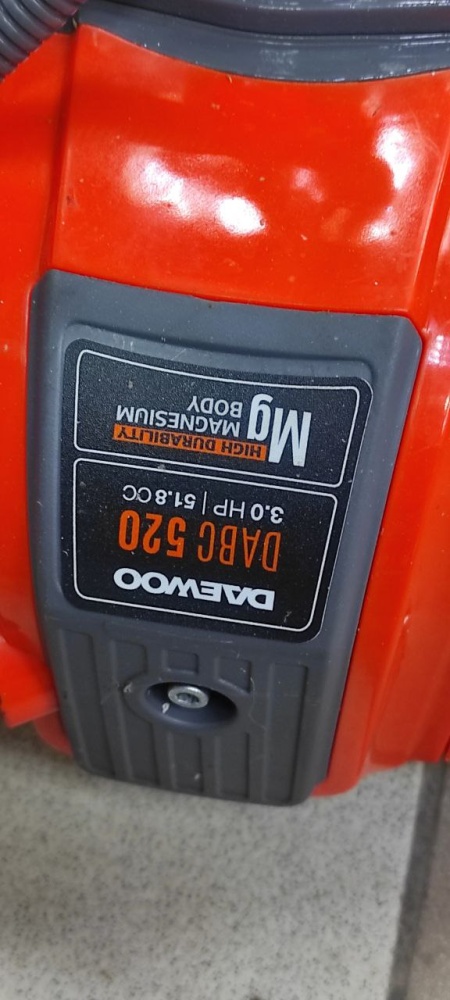 DAEWOO
DABC 520
3.0 HP | 51.8 CC
Mg HIGH DURABILITY
MAGNESIUM
BODY